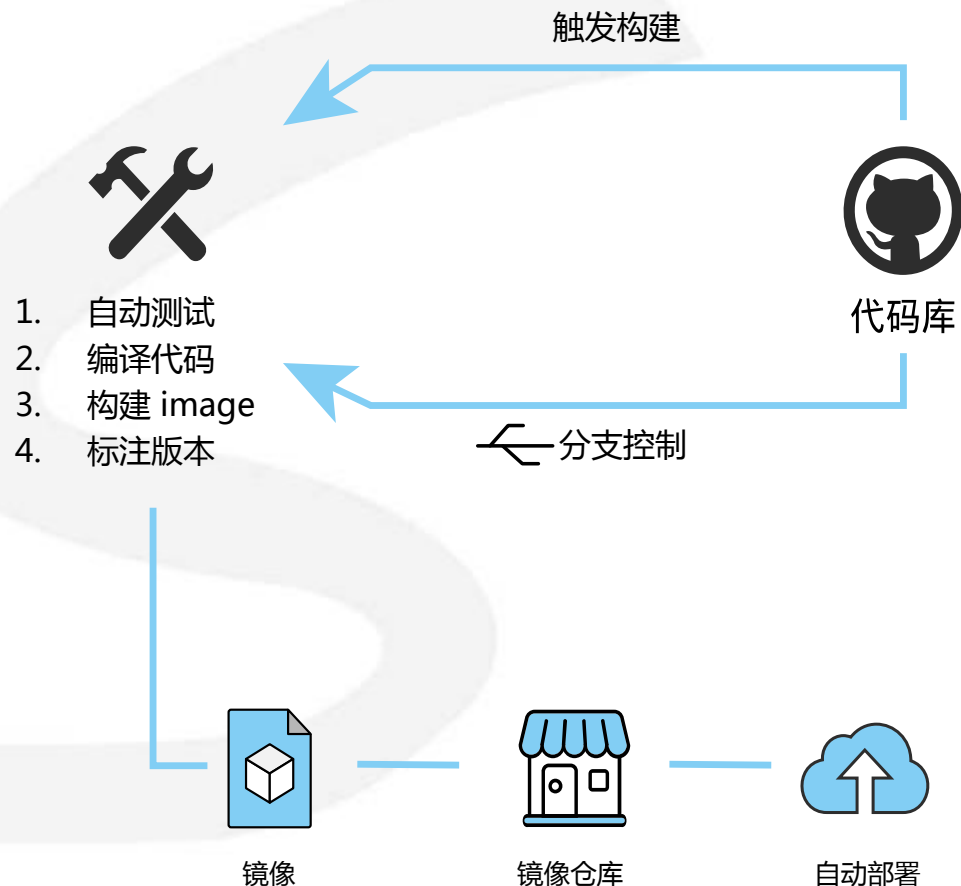 触发构建
1. 自动测试
2. 编译代码
3. 构建 image
4. 标注版本
代码库
分支控制
镜像
镜像仓库
自动部署